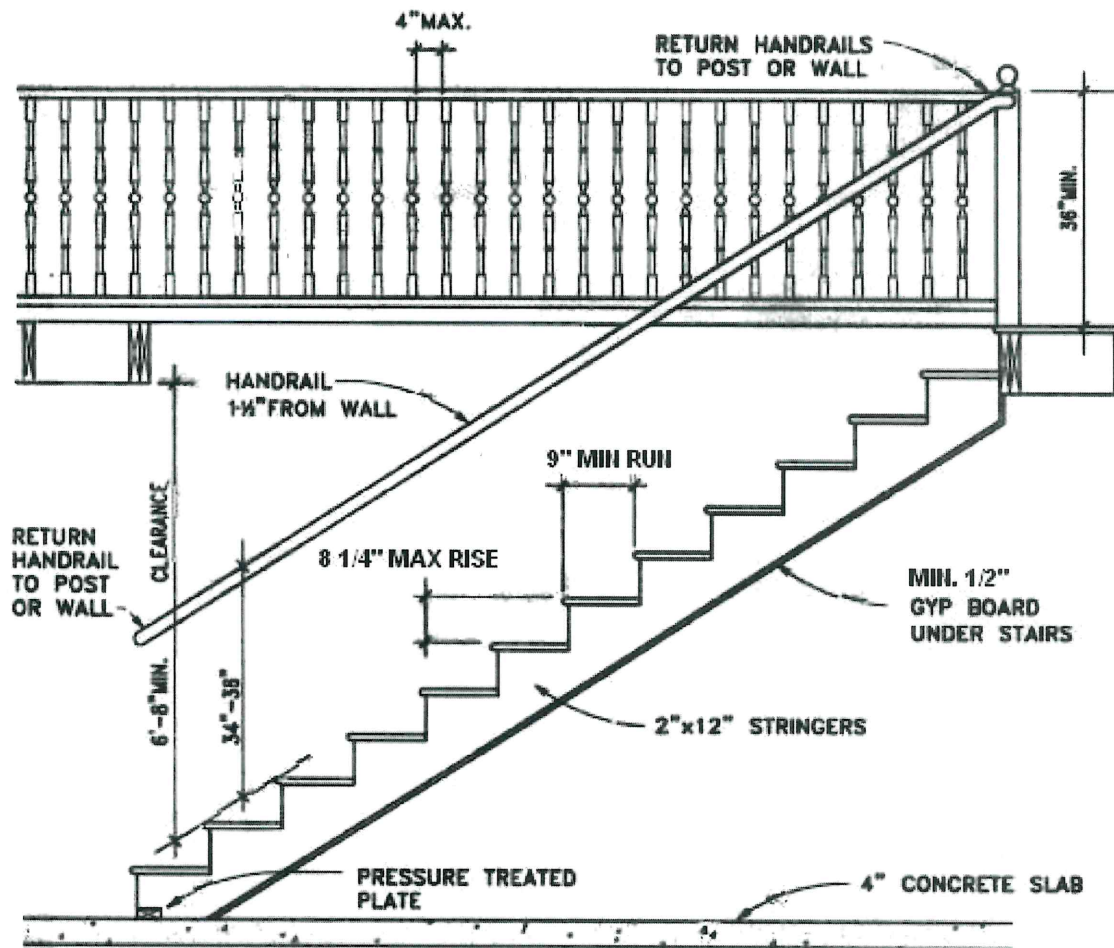 4"MAX.
RETURN HANDRAILS
TO POST OR WALL
36"MIN.
HANDRAIL
1-½"FROM WALL
9" MIN RUN
CLEARANCE
6'-8"MIN.
RETURN
HANDRAIL
TO POST
OR WALL
8 1/4" MAX RISE
34"-38"
MIN. 1/2"
GYP BOARD
UNDER STAIRS
2"x12" STRINGERS
PRESSURE TREATED
PLATE
4" CONCRETE SLAB